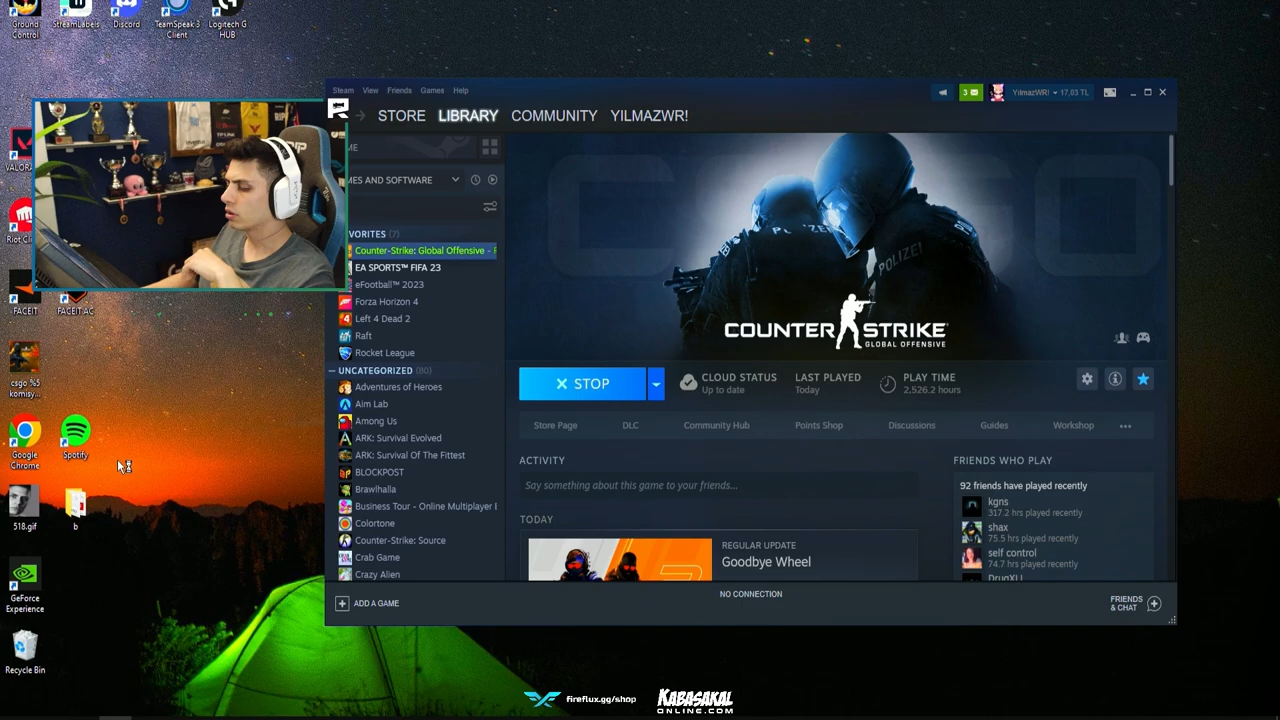 Ground
Control
StreamLabels
Discord
TeamSpeak 3
Client
Logitech G
HUB
Steam View Friends Games Help
3
YılmazWR!
17,03 TL
STORE LIBRARY COMMUNITY YILMAZWR!
ME
MES AND SOFTWARE
VORITES (7)
Counter-Strike: Global Offensive -
EA SPORTS™ FIFA 23
eFootball™ 2023
Forza Horizon 4
Left 4 Dead 2
Raft
Rocket League
UNCATEGORIZED (80)
Adventures of Heroes
Aim Lab
Among Us
ARK: Survival Evolved
ARK: Survival Of The Fittest
BLOCKPOST
Brawlhalla
Business Tour - Online Multiplayer
Colortone
Counter-Strike: Source
Crab Game
Crazy Alien
VALORA
Riot Cli
FACEIT
FACEIT AC
csgo %5
komisy...
Google
Chrome
Spotify
518.gif
b
GeForce
Experience
Recycle Bin
POLIZEI
POLIZEI
COUNTER STRIKE
GLOBAL OFFENSIVE
STOP
CLOUD STATUS
Up to date
LAST PLAYED
Today
PLAY TIME
2,526.2 hours
Store Page DLC Community Hub Points Shop Discussions Guides Workshop
ACTIVITY
Say something about this game to your friends...
TODAY
REGULAR UPDATE
Goodbye Wheel
FRIENDS WHO PLAY
92 friends have played recently
kgns
317.2 hrs played recently
shax
75.5 hrs played recently
self control
74.7 hrs played recently
ADD A GAME
NO CONNECTION
FRIENDS
& CHAT
fireflux.gg/shop
KABASAKAL
ONLINE.COM